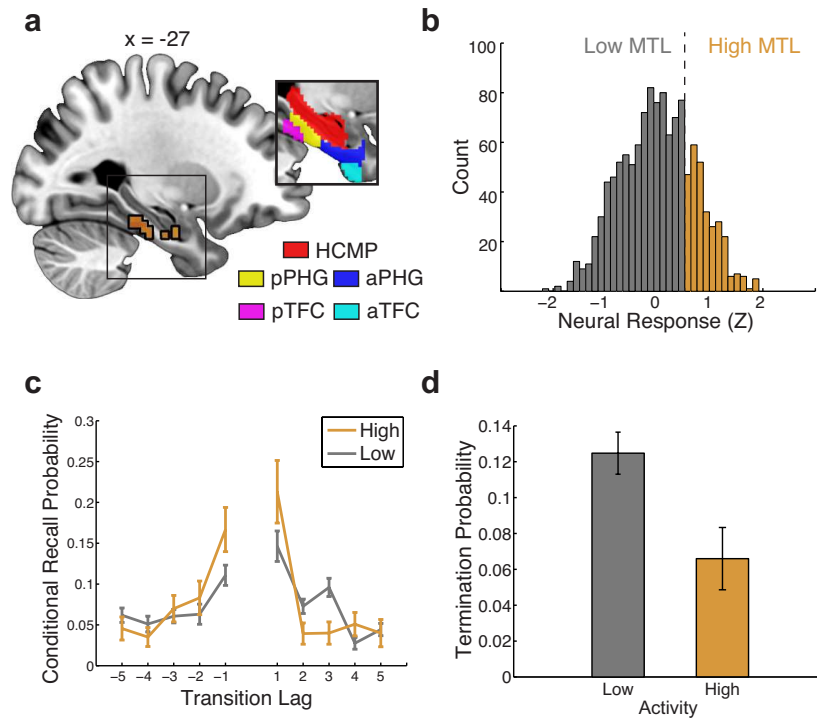 a
x = -27
HCMP
pPHG aPHG
pTFC aTFC
b
Low MTL High MTL
100
80
60
40
20
Count
−2 −1 0 1 2
Neural Response (Z)
c
0.3
0.25
0.2
0.15
0.1
0.05
0
Conditional Recall Probability
High
Low
−5 −4 −3 −2 −1 1 2 3 4 5
Transition Lag
d
0.14
0.12
0.1
0.08
0.06
0.04
0.02
0
Termination Probability
Low High
Activity